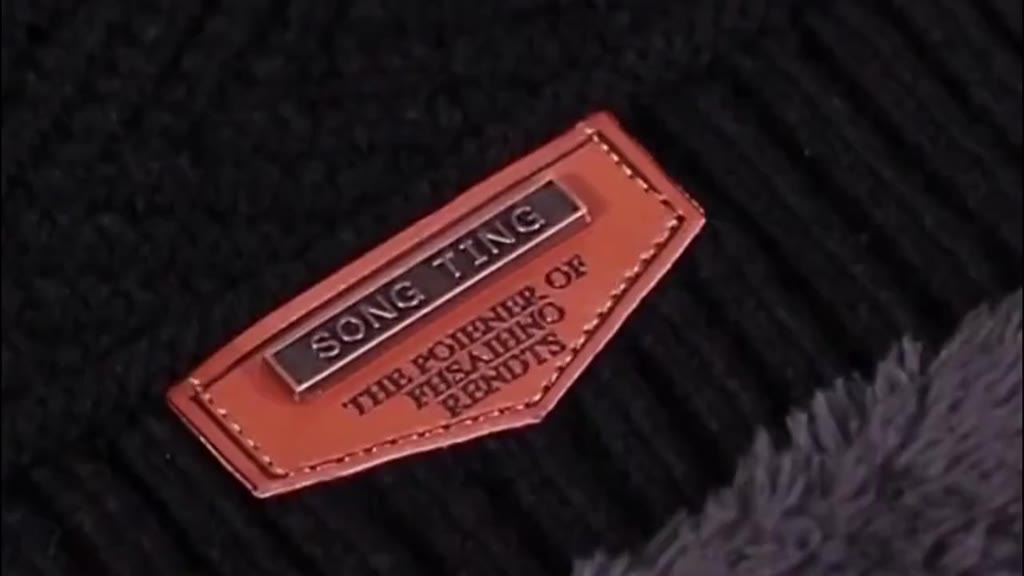 SONG TING
THE POIENER OF
FHSAIHNO
RENDTS